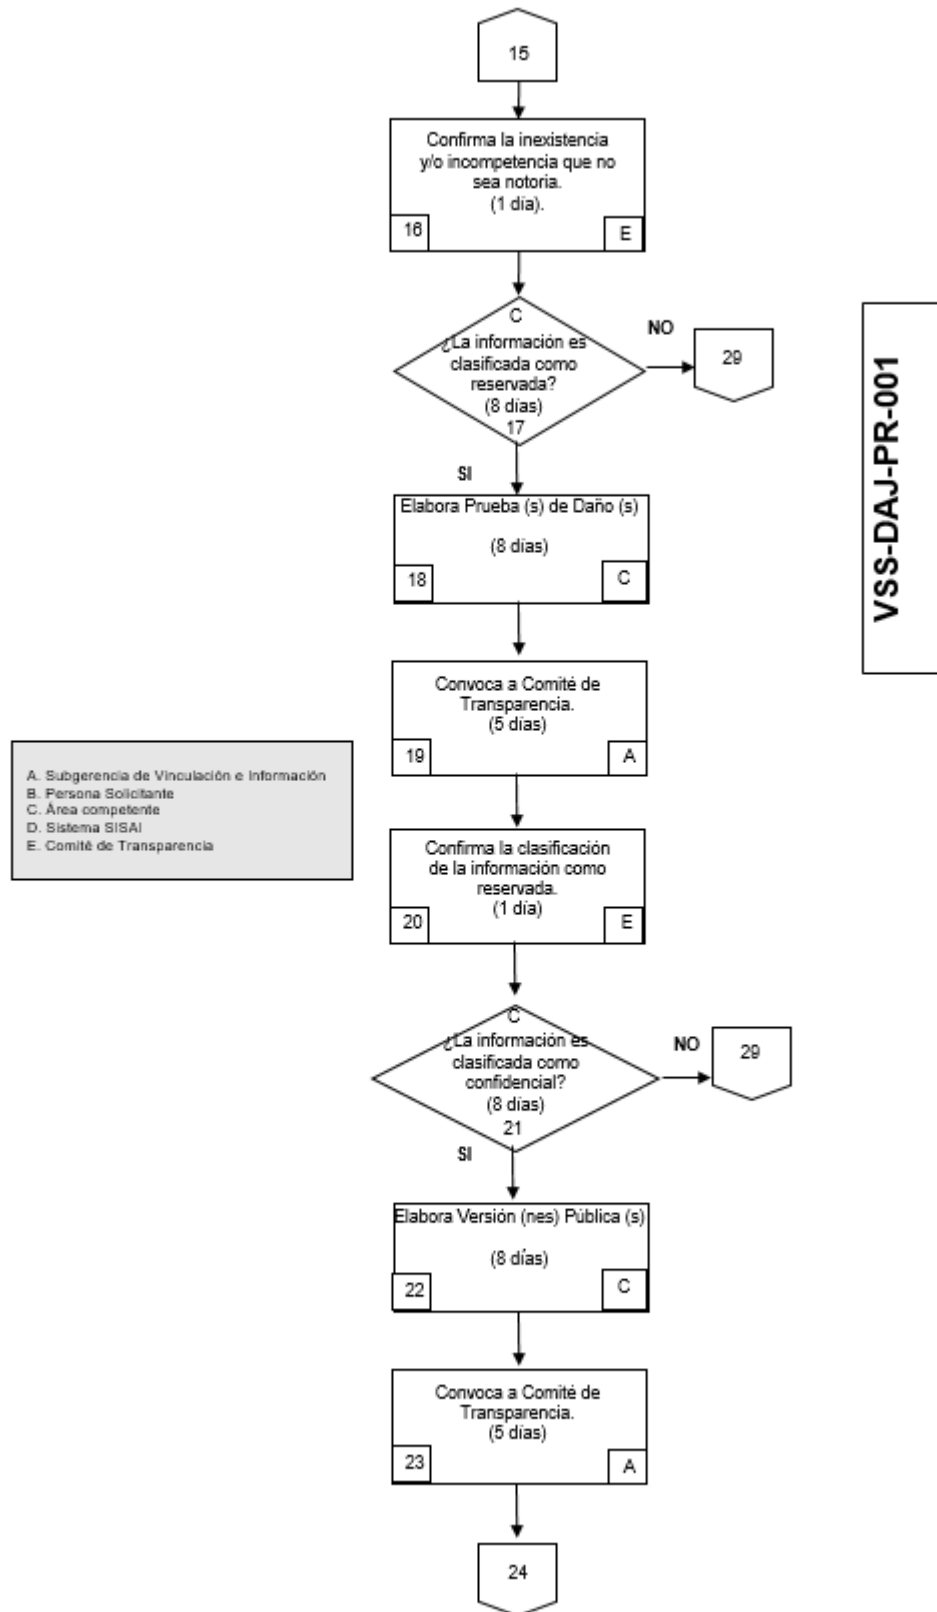 15
Confirma la inexistencia
y/o incompetencia que no
sea notoria.
(1 día).
16
E
C
¿La información es
clasificada como
reservada?
(8 días)
17
NO
29
SI
Elabora Prueba (s) de Daño (s)
(8 días)
18
C
Convoca a Comité de
Transparencia.
(5 días)
19
A
A. Subgerencia de Vinculación e Información
B. Persona Solicitante
C. Área competente
D. Sistema SISAI
E. Comité de Transparencia
Confirma la clasificación
de la información como
reservada.
(1 día)
20
E
C
¿La información es
clasificada como
confidencial?
(8 días)
21
NO
29
SI
Elabora Versión (nes) Pública (s)
(8 días)
22
C
Convoca a Comité de
Transparencia.
(5 días)
23
A
24
VSS-DAJ-PR-001